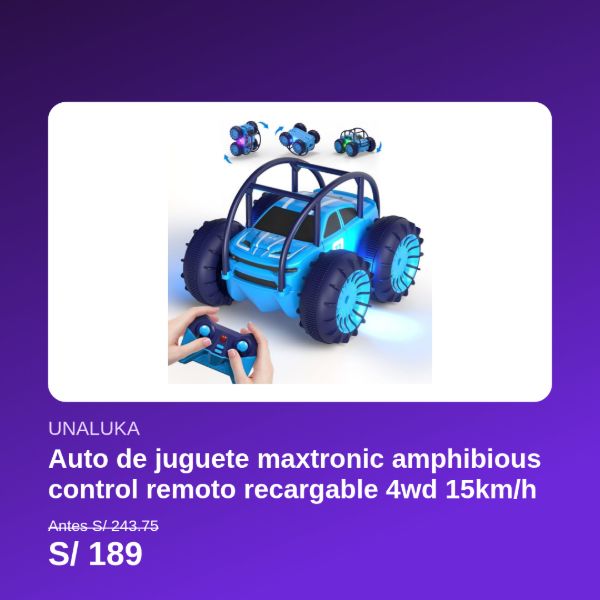 UNALUKA
Auto de juguete maxtronic amphibious
control remoto recargable 4wd 15km/h
Antes S/ 243.75
S/ 189